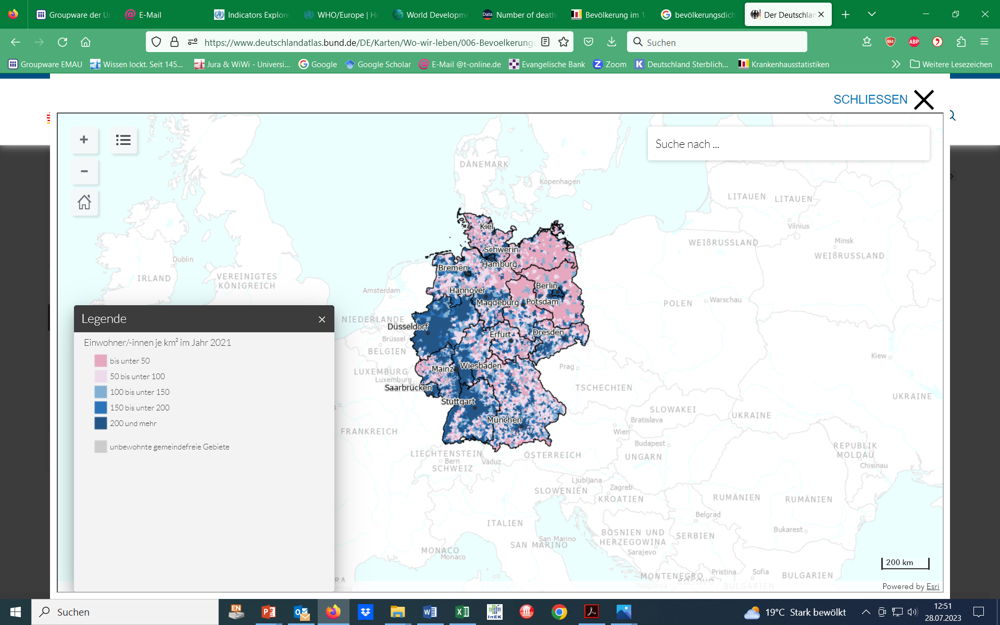 Groupware der Un
E-Mail
Indicators Explore
WHO/Europe | Ho
World Developme
Number of death
Bevölkerung im 1.
bevölkerungsdich
Der Deutschlan
https://www.deutschlandatlas.bund.de/DE/Karten/Wo-wir-leben/006-Bevoelkerung
Suchen
Groupware EMAU
Wissen lockt. Seit 145...
Jura & WiWi - Universi...
Google
Google Scholar
E-Mail @t-online.de
Evangelische Bank
Zoom
Deutschland Sterblich...
Krankenhausstatistiken
Weitere Lesezeichen
SCHLIESSEN
Suche nach ...
DÄNEMARK
Kopenhagen
LITAUEN
LITAUEN
Vilnius
Kiel
WEIẞRUSSLAND
Minsk
WEIẞRUSSLAND
Schwerin
Dublin
Hamburg
Bremen
IRLAND
VEREINIGTES
KÖNIGREICH
Amsterdam
Hannover
Berlin
Magdeburg
Potsdam
POLEN
Warschau
NIEDERLANDE
Düsseldorf
Erfurt
Dresden
Brüssel
BELGIEN
Kiew
LUXEMBURG
Luxemburg
Mainz
Wiesbaden
Prag
Saarbrücken
TSCHECHIEN
UKRAINE
Stuttgart
SLOWAKEI
UKRAINE
München
Bratislava
FRANKREICH
Wien
Budapest
REPUBLIK
MOLDAU
LIECHTENSTEIN
Bern
Vaduz
ÖSTERREICH
UNGARN
Chisinau
SCHWEIZ
Ljubljana
SLOWENIEN
Zagreb
KROATIEN
RUMÄNIEN
RUMÄNIEN
Belgrad
ITALIEN
Bukarest
BOSNIEN UND
HERZEGOWINA
SERBIEN
San Marino
SAN MARINO
Sarajevo
MONACO
Monaco
Pristina
Sofia
MONTENEGRO
KOSOVO
BULGARIEN
Podgorica
BULGARIEN
Legende
Einwohner/-innen je km² im Jahr 2021
bis unter 50
50 bis unter 100
100 bis unter 150
150 bis unter 200
200 und mehr
unbewohnte gemeindefreie Gebiete
200 km
Powered by Esri
Suchen
EN
InEK
19°C Stark bewölkt
12:51
28.07.2023